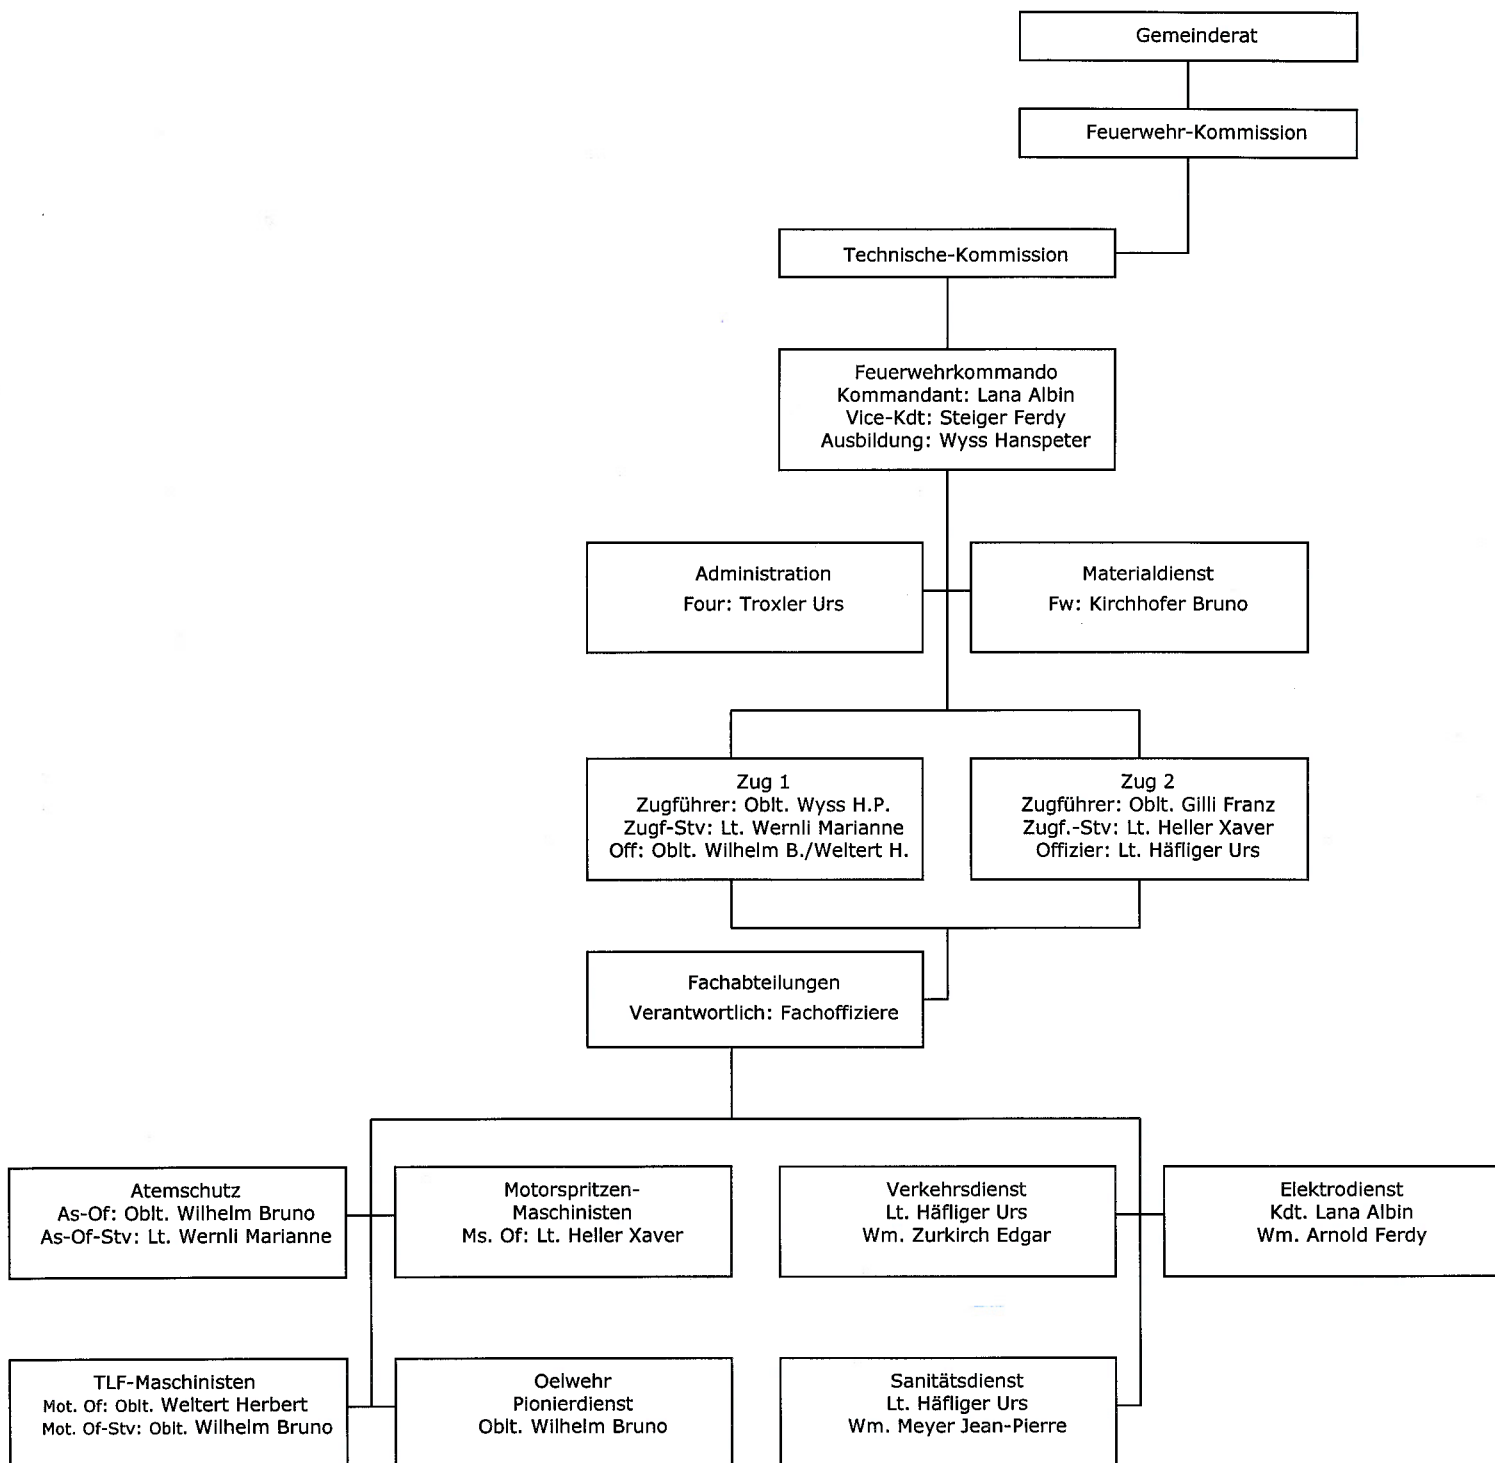 Gemeinderat
Feuerwehr-Kommission
Technische-Kommission
Feuerwehrkommando
Kommandant: Lana Albin
Vice-Kdt: Steiger Ferdy
Ausbildung: Wyss Hanspeter
Administration
Four: Troxler Urs
Materialdienst
Fw: Kirchhofer Bruno
Zug 1
Zugführer: Oblt. Wyss H.P.
Zugf-Stv: Lt. Wernli Marianne
Off: Oblt. Wilhelm B./Weltert H.
Zug 2
Zugführer: Oblt. Gilli Franz
Zugf.-Stv: Lt. Heller Xaver
Offizier: Lt. Häfliger Urs
Fachabteilungen
Verantwortlich: Fachoffiziere
Atemschutz
As-Of: Oblt. Wilhelm Bruno
As-Of-Stv: Lt. Wernli Marianne
Motorspritzen-
Maschinisten
Ms. Of: Lt. Heller Xaver
Verkehrsdienst
Lt. Häfliger Urs
Wm. Zurkirch Edgar
Elektrodienst
Kdt. Lana Albin
Wm. Arnold Ferdy
TLF-Maschinisten
Mot. Of: Oblt. Weltert Herbert
Mot. Of-Stv: Oblt. Wilhelm Bruno
Oelwehr
Pionierdienst
Oblt. Wilhelm Bruno
Sanitätsdienst
Lt. Häfliger Urs
Wm. Meyer Jean-Pierre